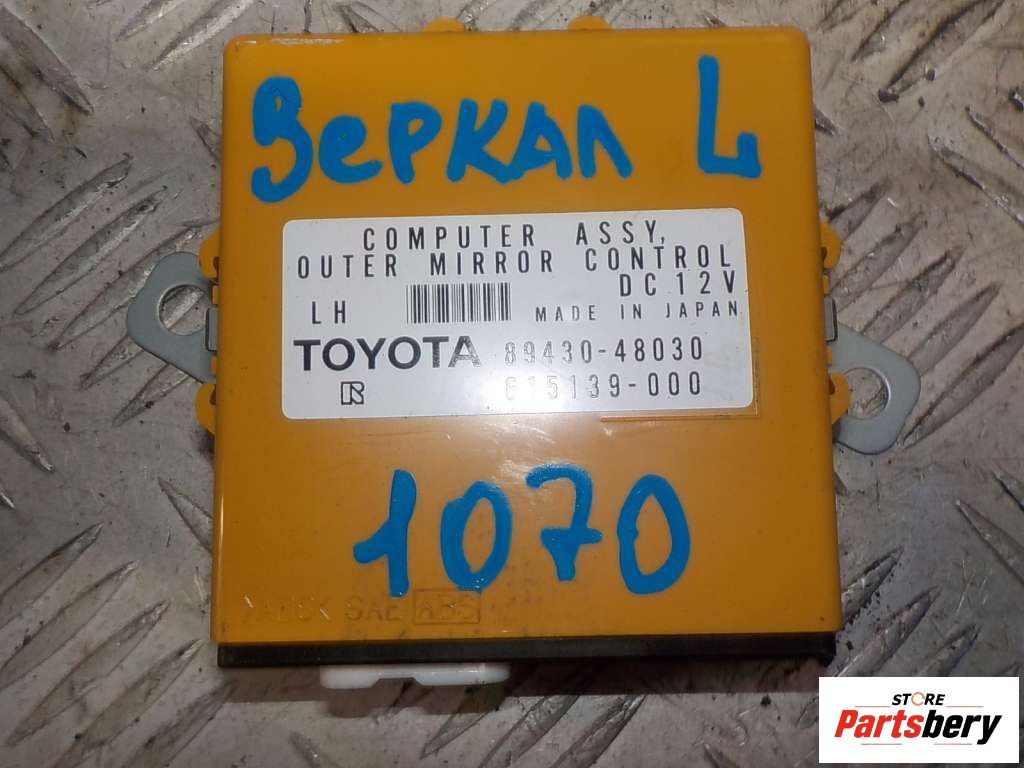 Зеркал L
COMPUTER ASSY,
OUTER MIRROR CONTROL
DC 12V
LH MADE IN JAPAN
TOYOTA 89430-48030
615139-000
1070
ABS
STORE
Partsbery